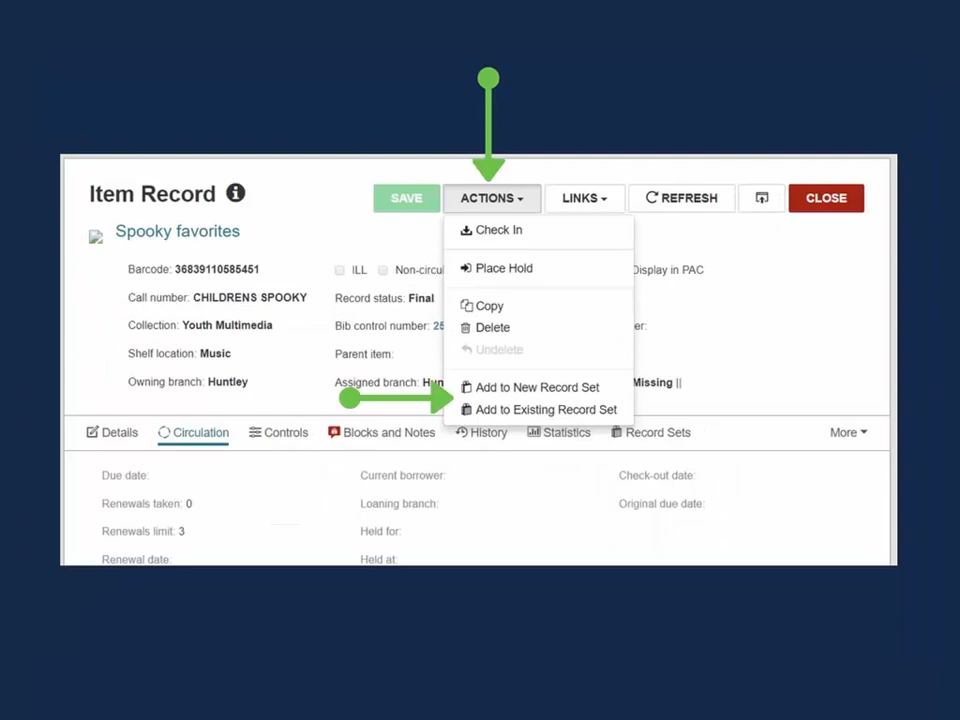 Item Record
SAVE ACTIONS LINKS REFRESH CLOSE
Spooky favorites
Check In
Barcode: 36839110585451 ILL Non-circul Place Hold Display in PAC
Call number: CHILDRENS SPOOKY Record status: Final Copy
Collection: Youth Multimedia Bib control number: 25 Delete er:
Shelf location: Music Parent item: Undelete
Owning branch: Huntley Assigned branch: Hun Add to New Record Set Missing ||
Add to Existing Record Set
Details Circulation Controls Blocks and Notes History Statistics Record Sets More
Due date: Current borrower: Check-out date:
Renewals taken: 0 Loaning branch: Original due date:
Renewals limit: 3 Held for:
Renewal date: Held at: